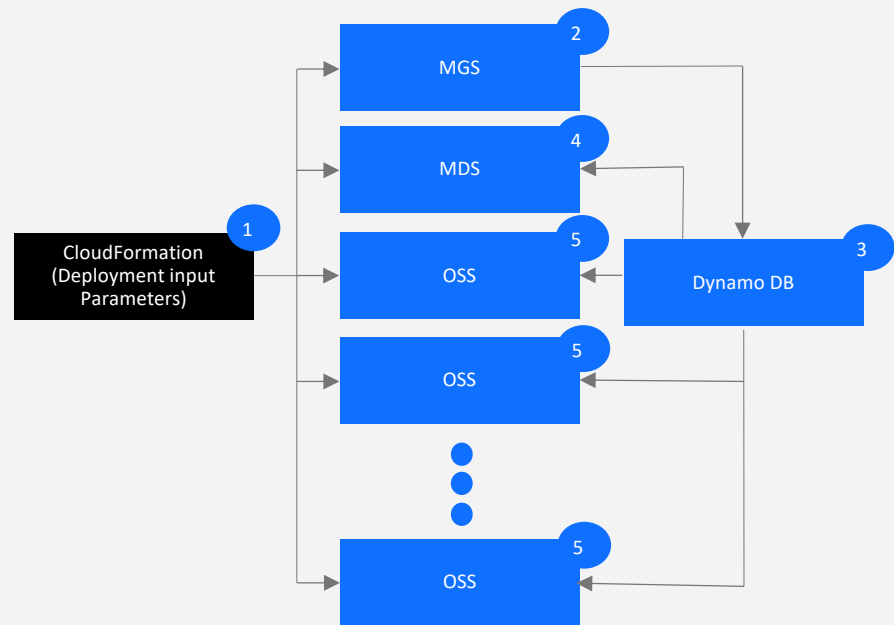 2
MGS
4
MDS
1
CloudFormation
(Deployment input
Parameters)
5
OSS
3
Dynamo DB
5
OSS
5
OSS